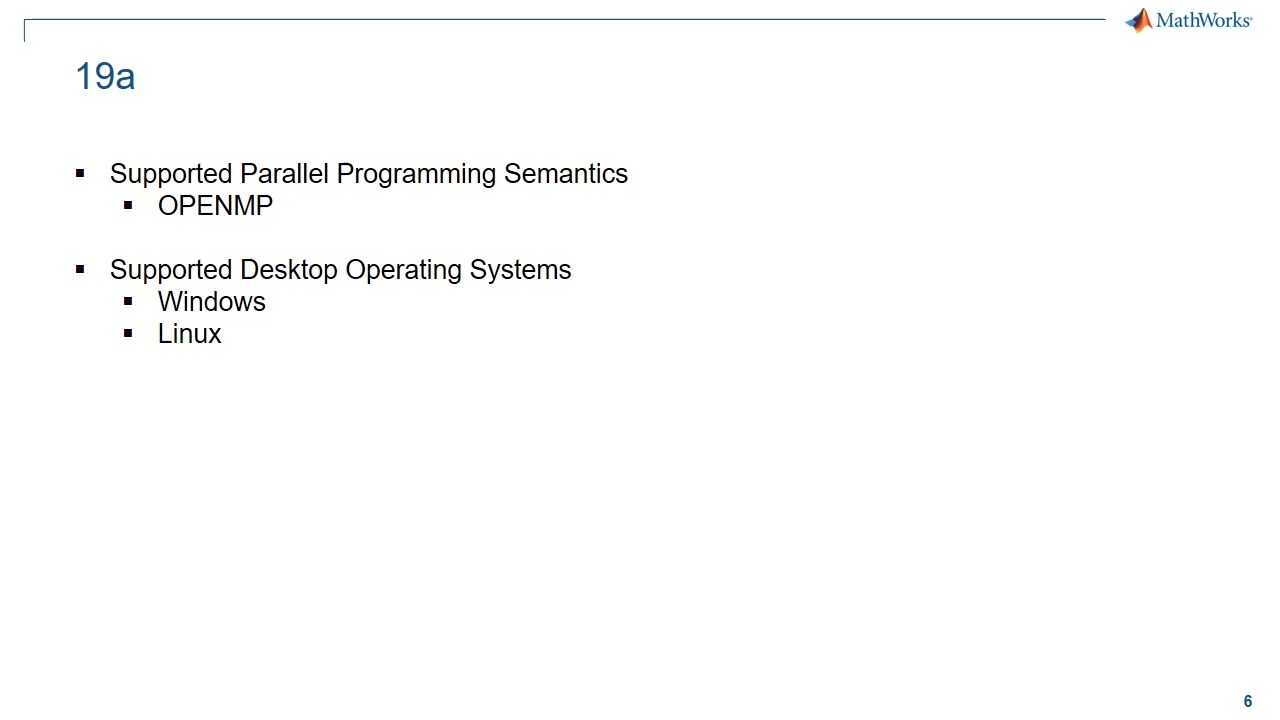 MathWorks
19a
▪ Supported Parallel Programming Semantics
▪ OPENMP
▪ Supported Desktop Operating Systems
▪ Windows
▪ Linux
6